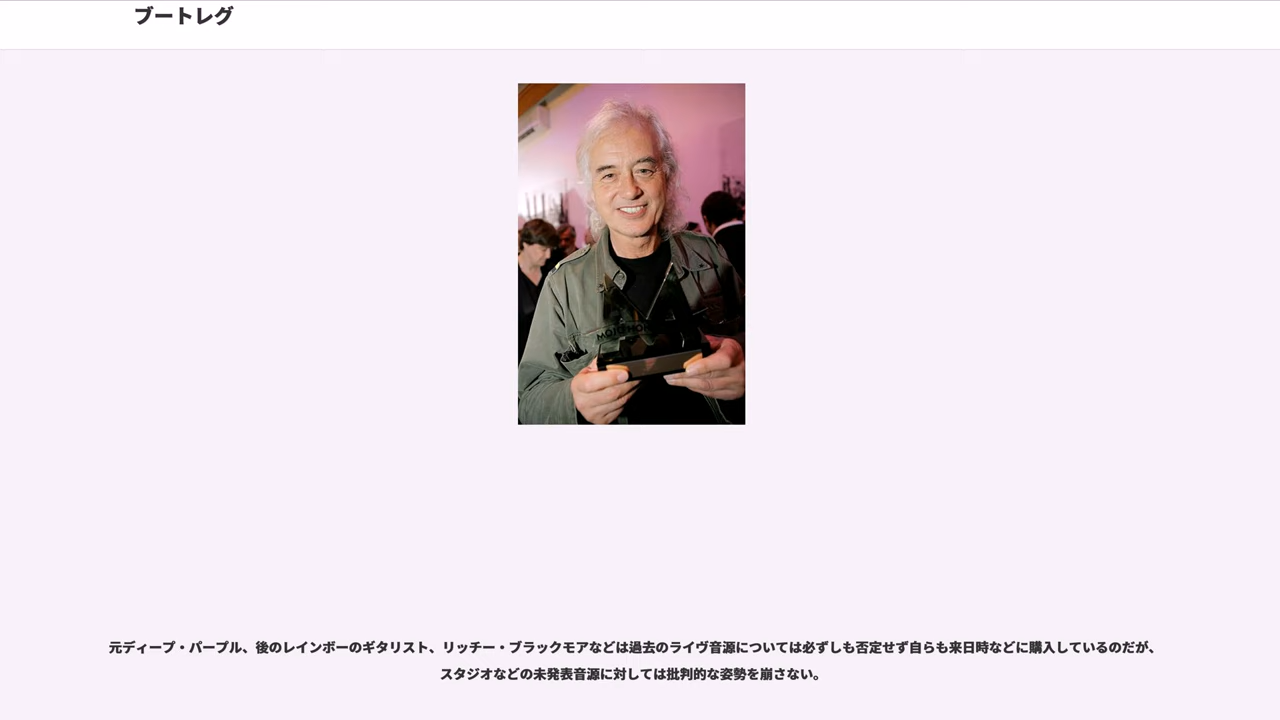 ブートレグ
MOJO HON
元ディープ・パープル、後のレインボーのギタリスト、リッチー・ブラックモアなどは過去のライヴ音源については必ずしも否定せず自らも来日時などに購入しているのだが、
スタジオなどの未発表音源に対しては批判的な姿勢を崩さない。